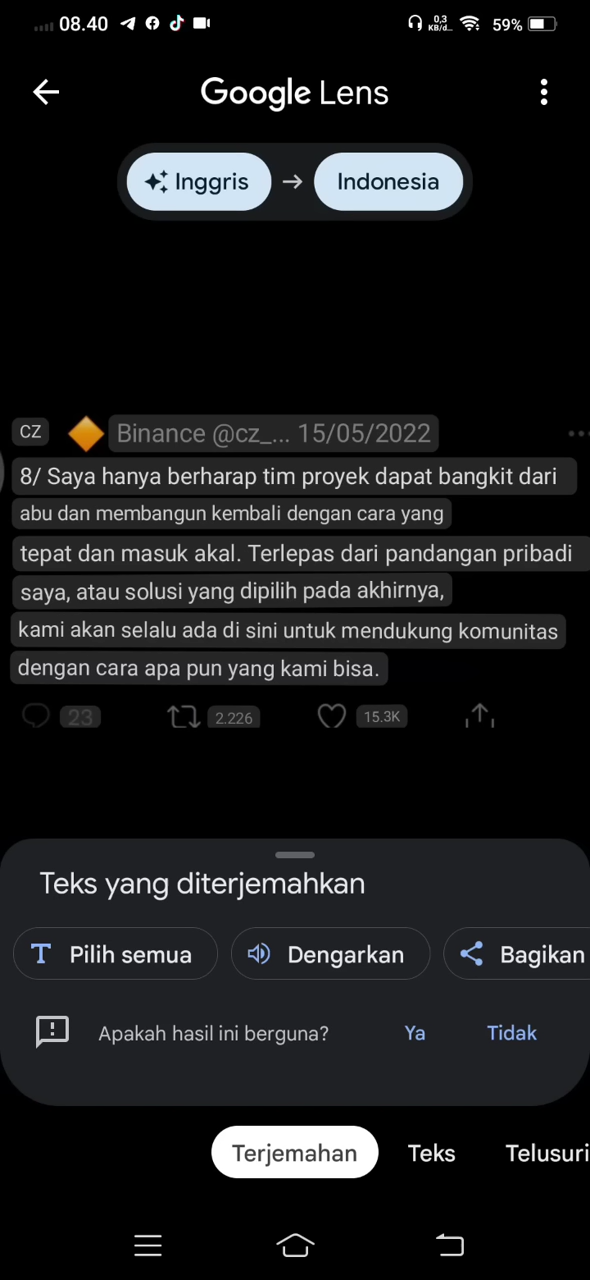 08.40
0,3
KB/d
59%
Google Lens
Inggris → Indonesia
CZ 🔶 Binance @cz_... 15/05/2022
8/ Saya hanya berharap tim proyek dapat bangkit dari
abu dan membangun kembali dengan cara yang
tepat dan masuk akal. Terlepas dari pandangan pribadi
saya, atau solusi yang dipilih pada akhirnya,
kami akan selalu ada di sini untuk mendukung komunitas
dengan cara apa pun yang kami bisa.
23 2.226 15.3K
Teks yang diterjemahkan
Pilih semua Dengarkan Bagikan
Apakah hasil ini berguna? Ya Tidak
Terjemahan Teks Telusuri